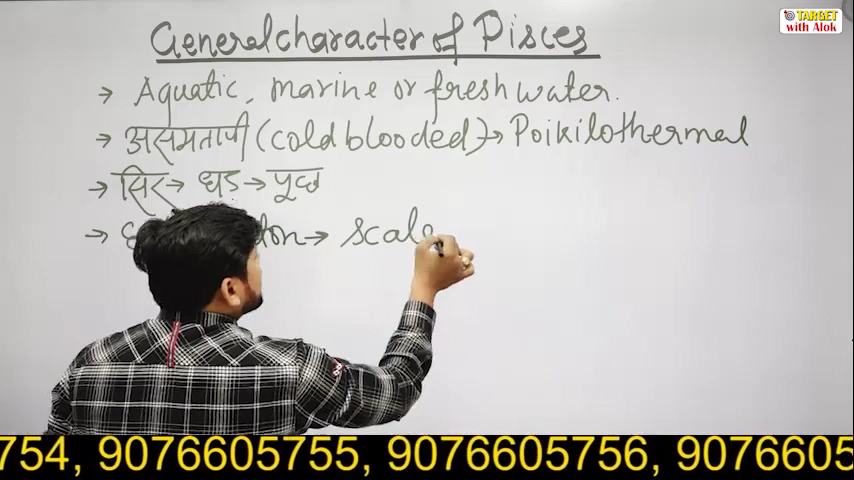 TARGET
with Alok
General character of Pisces
→ Aquatic, marine or fresh water.
→ असमतापी (cold blooded) → Poikilothermal
→ सिर → धड़ → पूंछ
→ → scale
754, 9076605755, 9076605756, 9076605